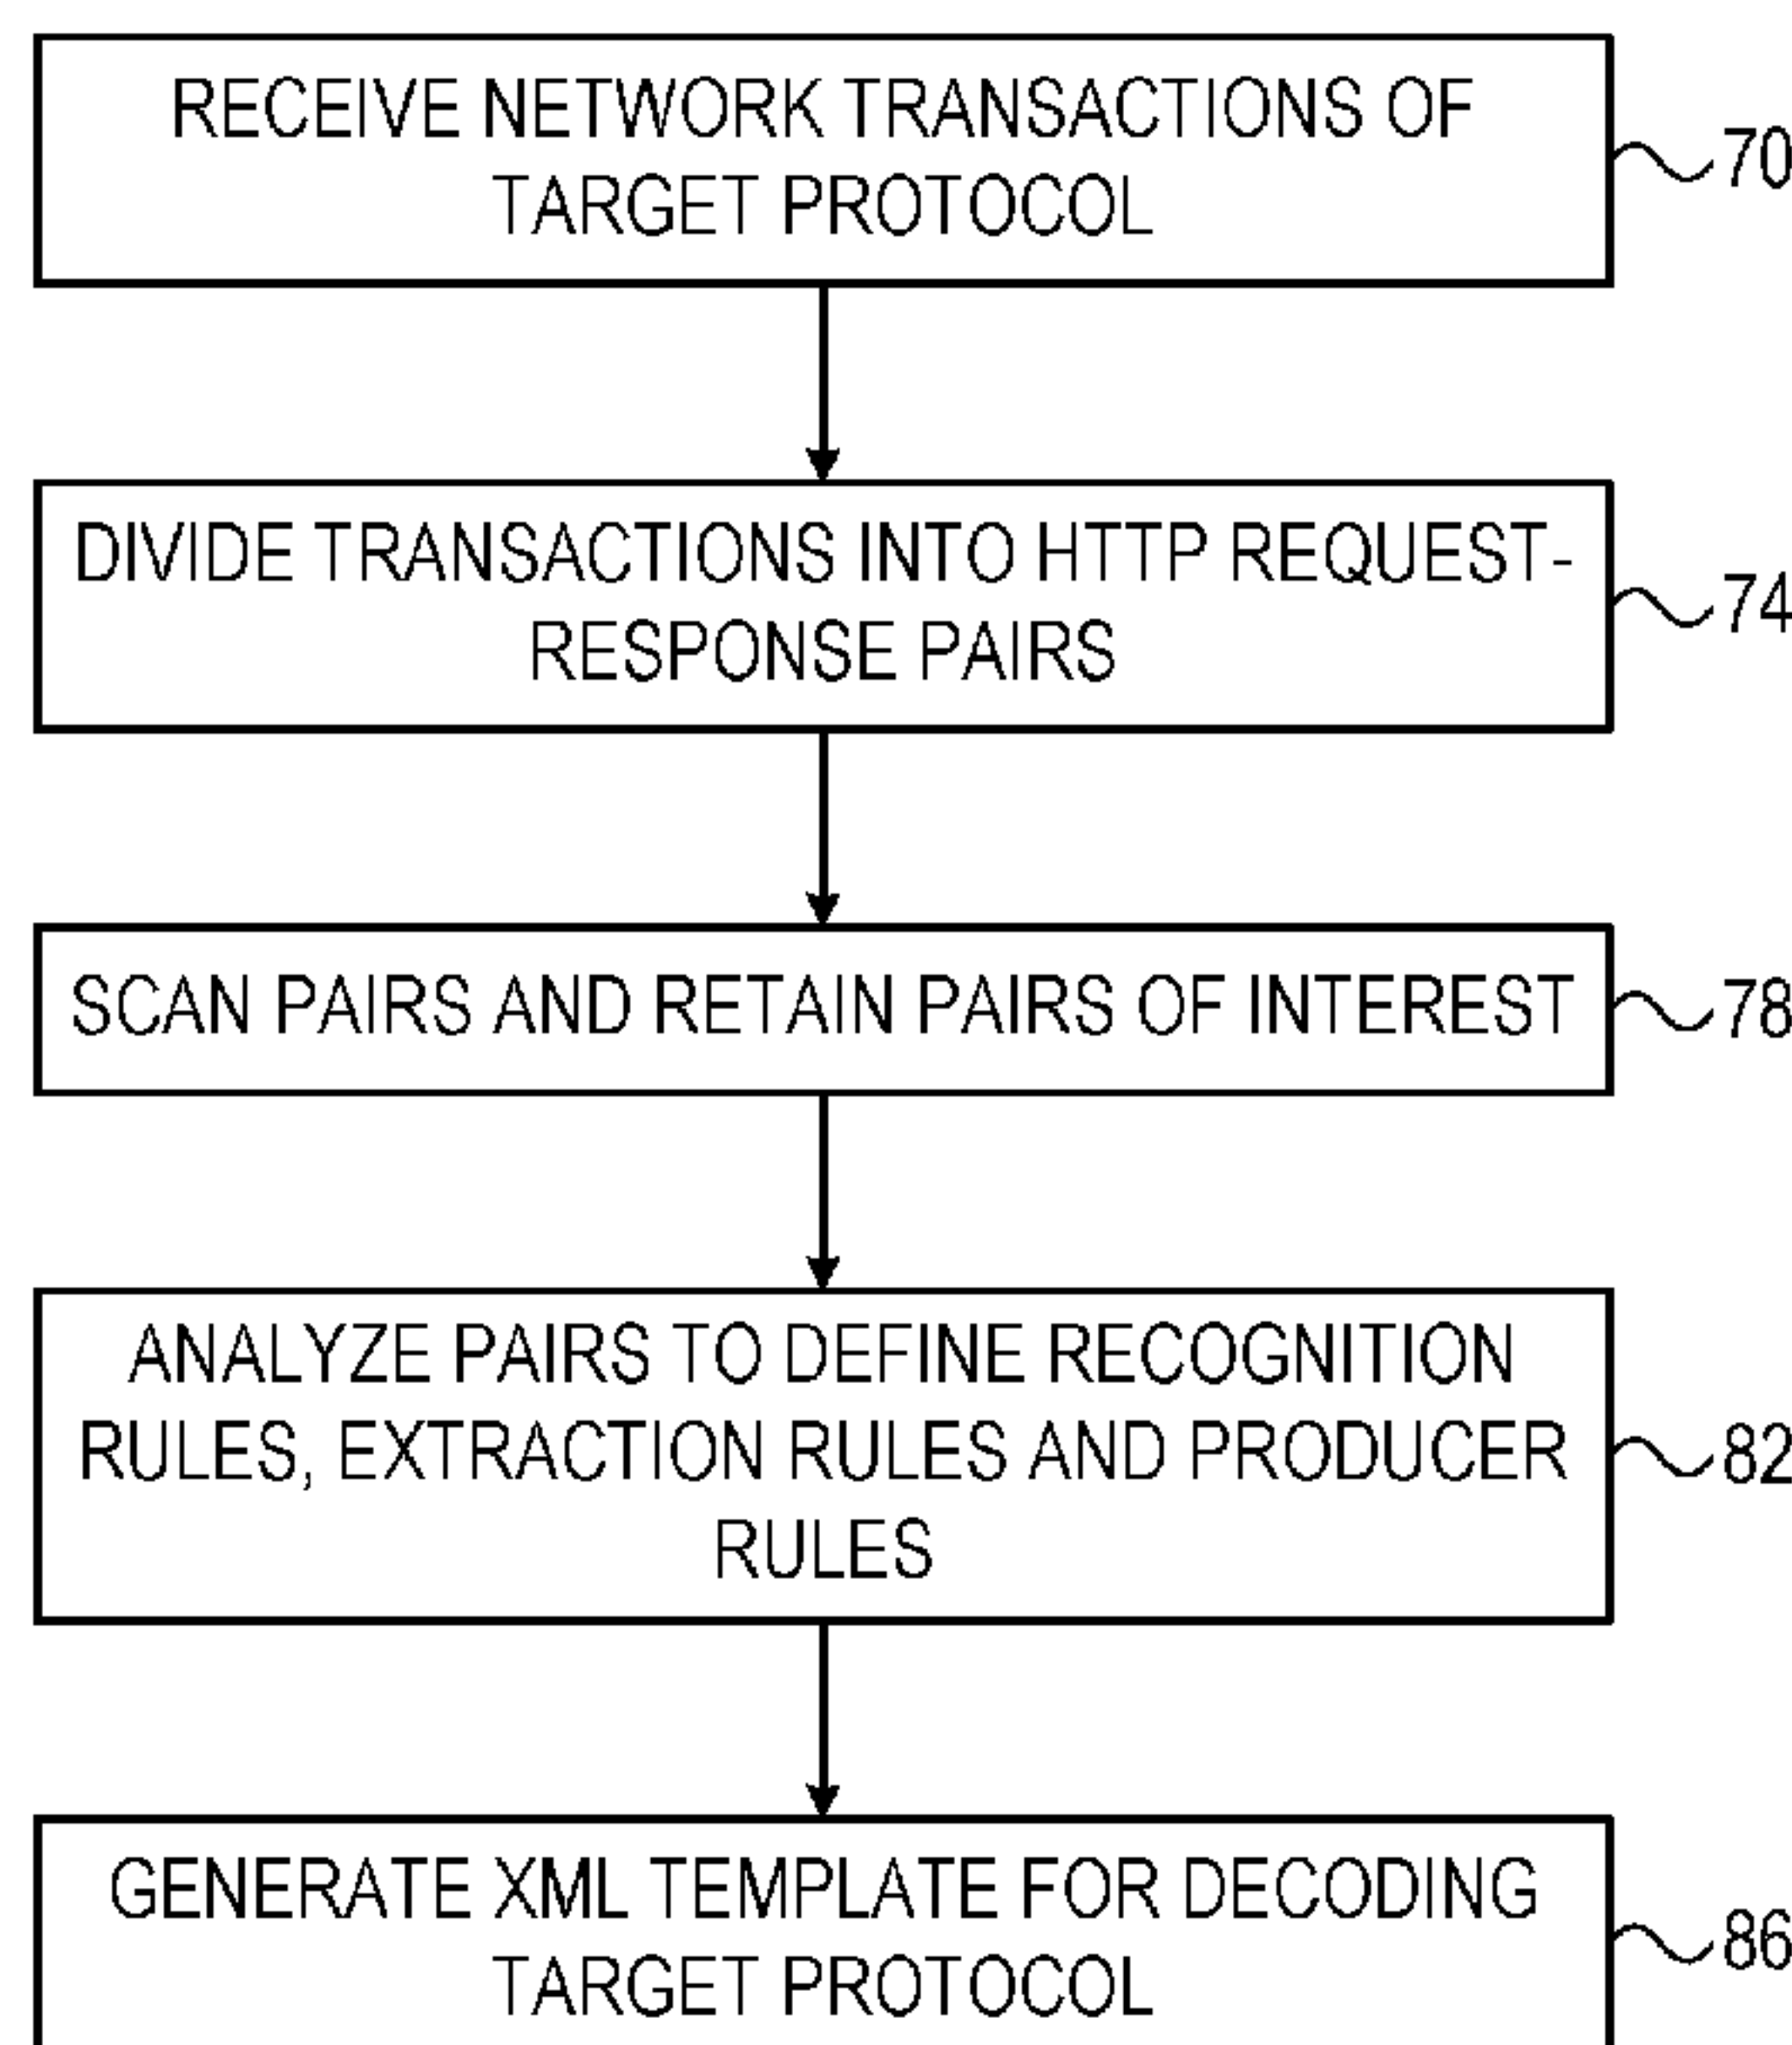 RECEIVE NETWORK TRANSACTIONS OF
TARGET PROTOCOL
70
DIVIDE TRANSACTIONS INTO HTTP REQUEST-
RESPONSE PAIRS
74
SCAN PAIRS AND RETAIN PAIRS OF INTEREST
78
ANALYZE PAIRS TO DEFINE RECOGNITION
RULES, EXTRACTION RULES AND PRODUCER
RULES
82
GENERATE XML TEMPLATE FOR DECODING
TARGET PROTOCOL
86